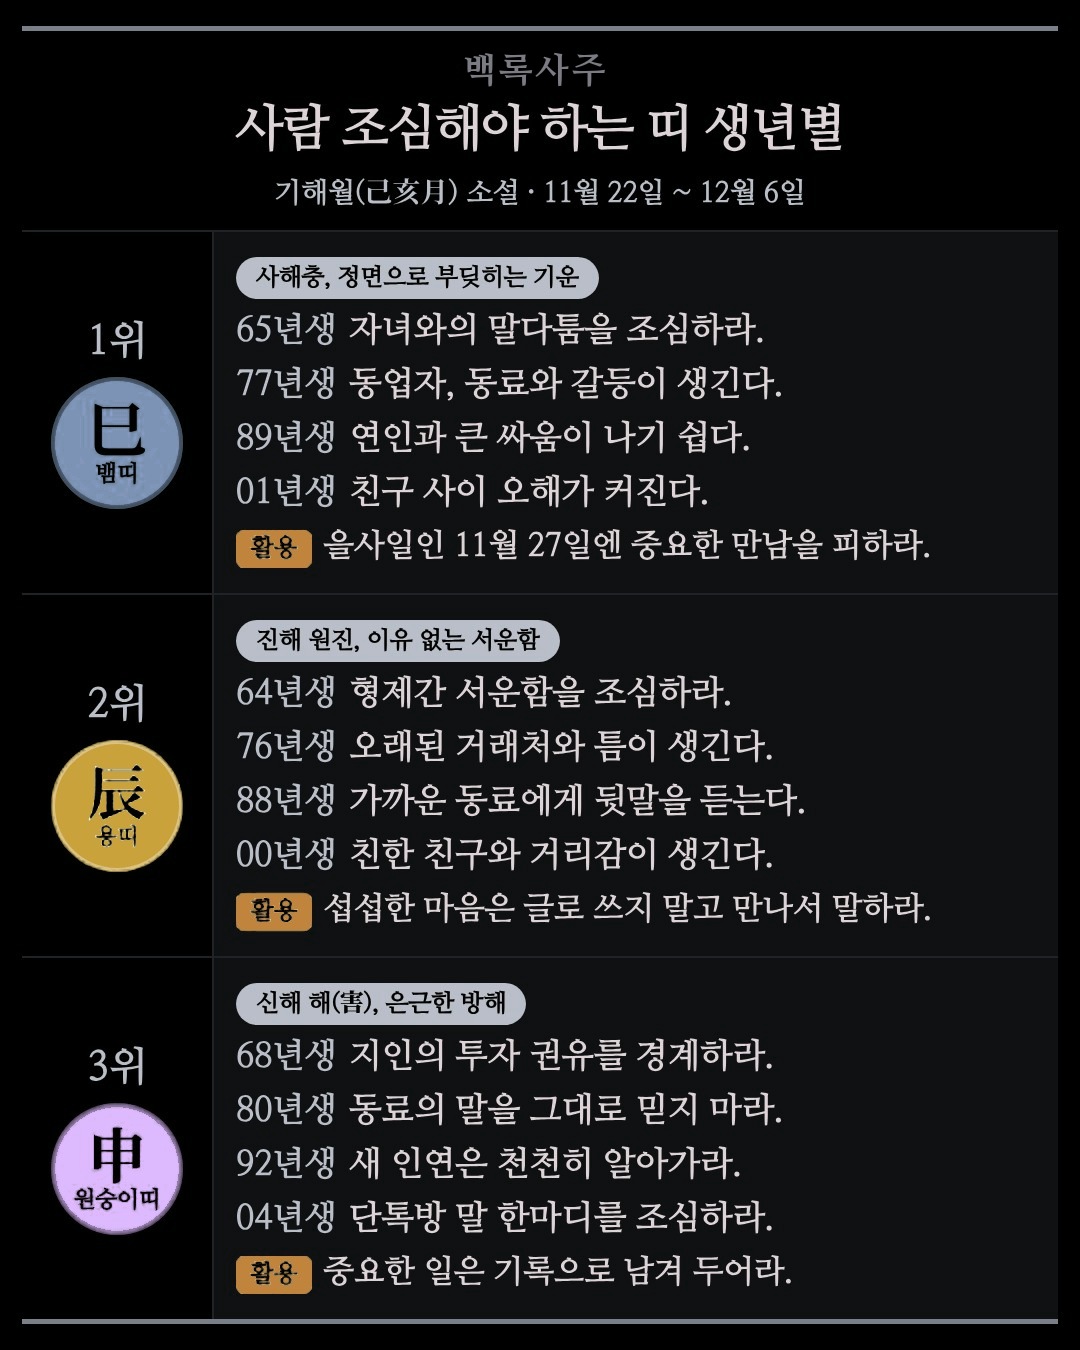 백록사주
사람 조심해야 하는 띠 생년별
기해월(己亥月) 소설 · 11월 22일 ~ 12월 6일
1위
巳
뱀띠
사해충, 정면으로 부딪히는 기운
65년생 자녀와의 말다툼을 조심하라.
77년생 동업자, 동료와 갈등이 생긴다.
89년생 연인과 큰 싸움이 나기 쉽다.
01년생 친구 사이 오해가 커진다.
활용 을사일인 11월 27일엔 중요한 만남을 피하라.
2위
辰
용띠
진해 원진, 이유 없는 서운함
64년생 형제간 서운함을 조심하라.
76년생 오래된 거래처와 틈이 생긴다.
88년생 가까운 동료에게 뒷말을 듣는다.
00년생 친한 친구와 거리감이 생긴다.
활용 섭섭한 마음은 글로 쓰지 말고 만나서 말하라.
3위
申
원숭이띠
신해 해(害), 은근한 방해
68년생 지인의 투자 권유를 경계하라.
80년생 동료의 말을 그대로 믿지 마라.
92년생 새 인연은 천천히 알아가라.
04년생 단톡방 말 한마디를 조심하라.
활용 중요한 일은 기록으로 남겨 두어라.